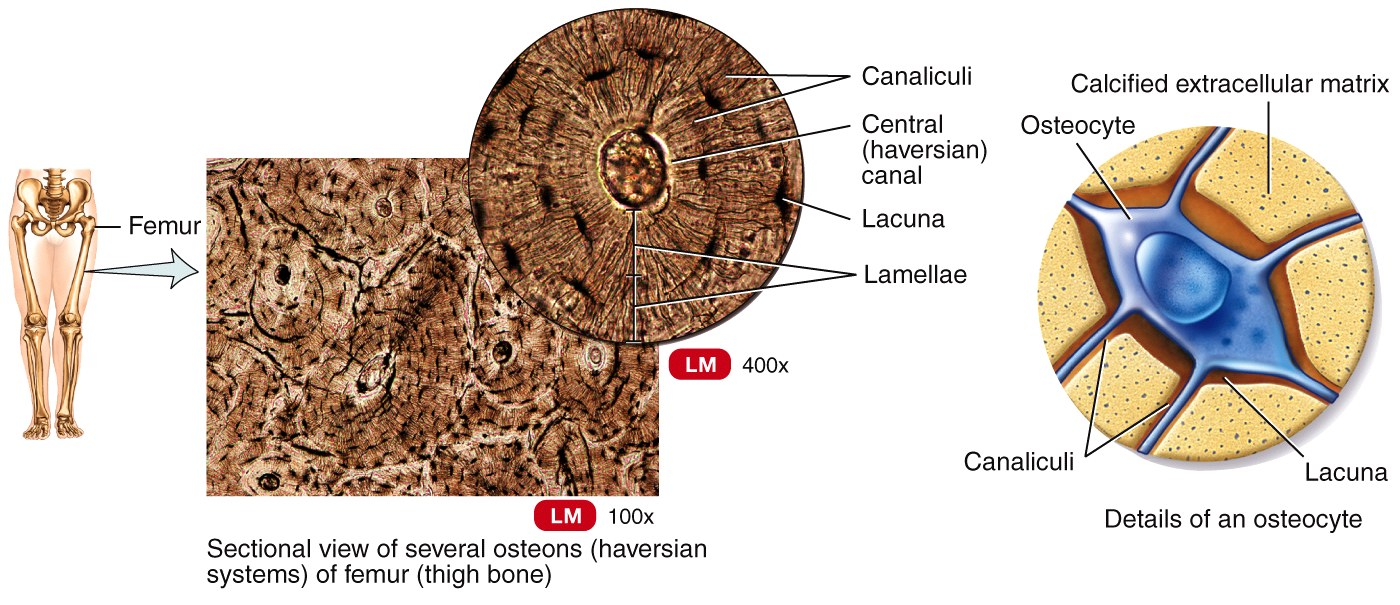 Femur
Canaliculi
Central
(haversian)
canal
Lacuna
Lamellae
LM 400x
LM 100x
Sectional view of several osteons (haversian
systems) of femur (thigh bone)
Calcified extracellular matrix
Osteocyte
Canaliculi
Lacuna
Details of an osteocyte